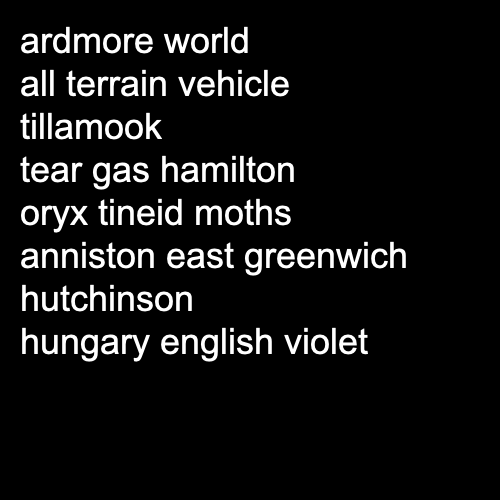 ardmore world
all terrain vehicle
tillamook
tear gas hamilton
oryx tineid moths
anniston east greenwich
hutchinson
hungary english violet